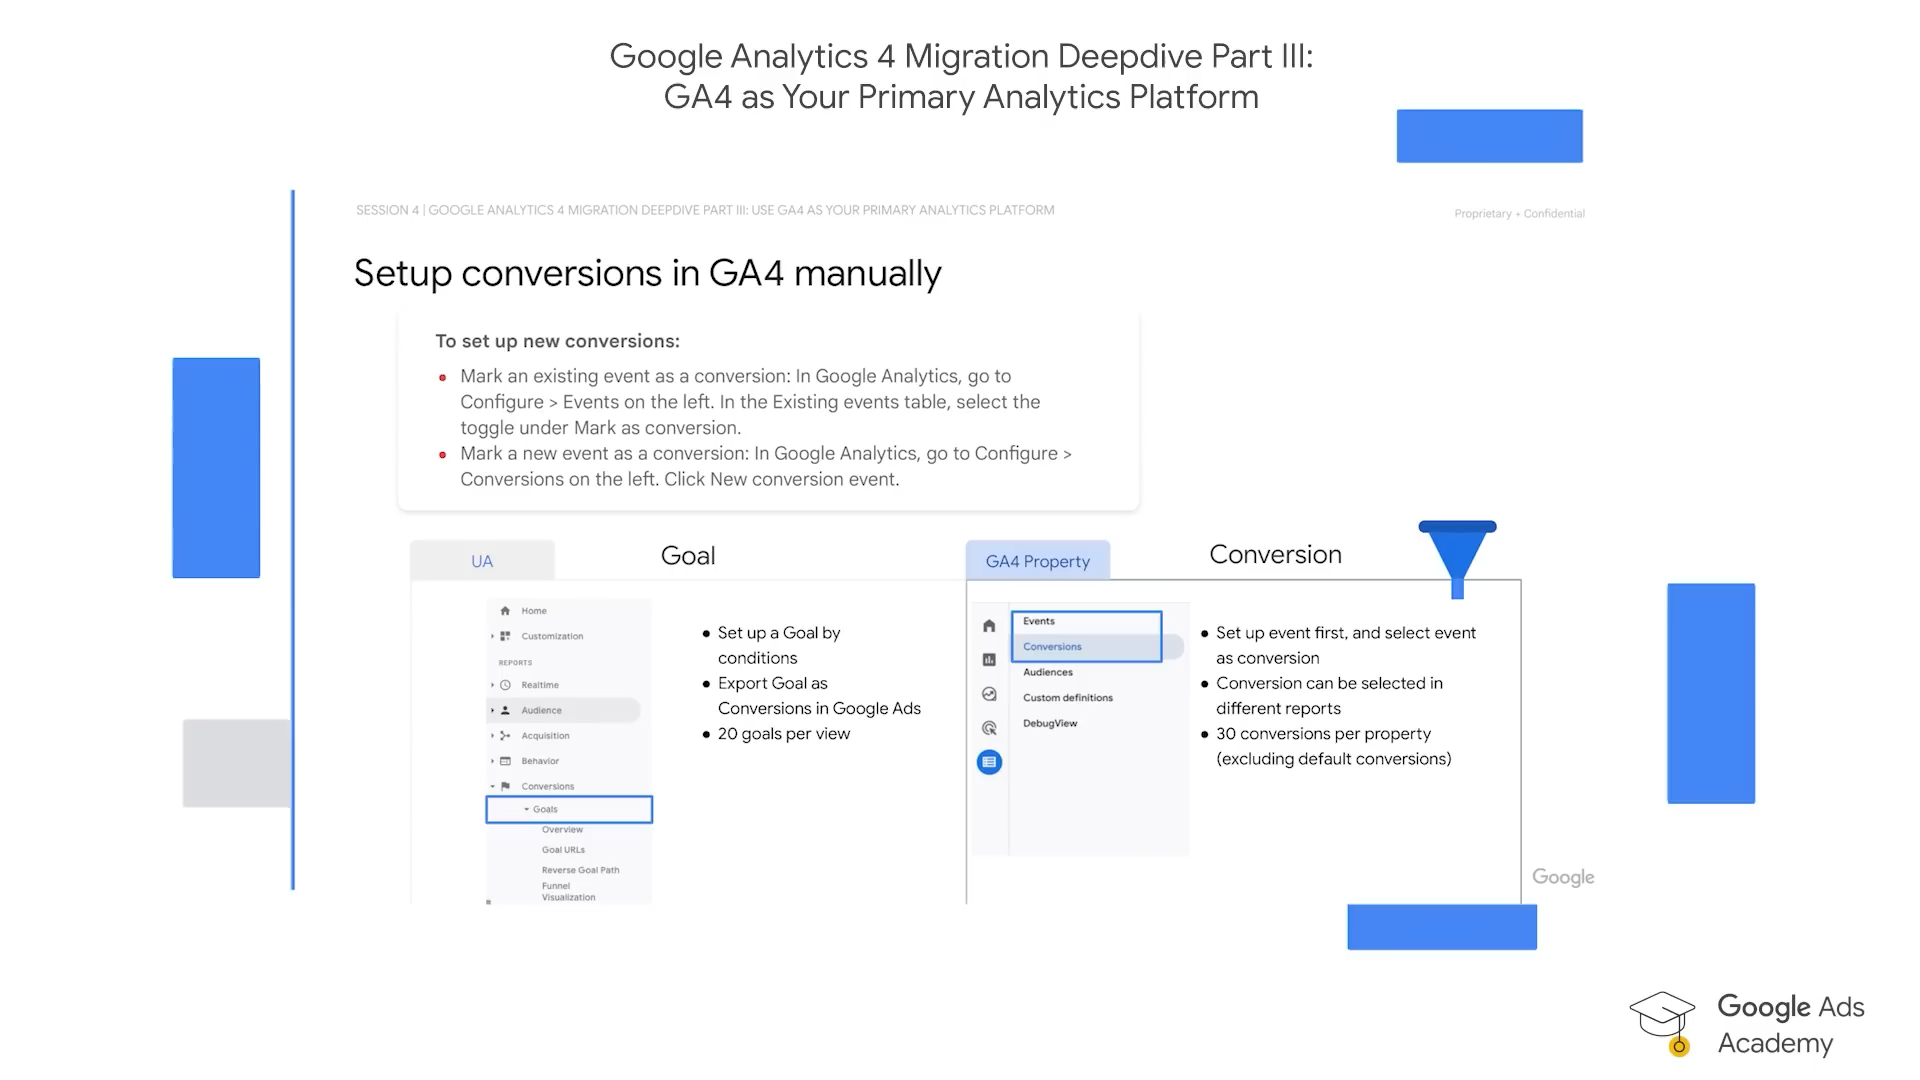 Google Analytics 4 Migration Deepdive Part III:
GA4 as Your Primary Analytics Platform
SESSION 4 | GOOGLE ANALYTICS 4 MIGRATION DEEPDIVE PART III: USE GA4 AS YOUR PRIMARY ANALYTICS PLATFORM
Proprietary + Confidential
Setup conversions in GA4 manually
To set up new conversions:
• Mark an existing event as a conversion: In Google Analytics, go to
Configure > Events on the left. In the Existing events table, select the
toggle under Mark as conversion.
• Mark a new event as a conversion: In Google Analytics, go to Configure >
Conversions on the left. Click New conversion event.
UA
Goal
Home
Customization
REPORTS
Realtime
Audience
Acquisition
Behavior
Conversions
Goals
Overview
Goal URLs
Reverse Goal Path
Funnel
Visualization
• Set up a Goal by
conditions
• Export Goal as
Conversions in Google Ads
• 20 goals per view
GA4 Property
Conversion
Events
Conversions
Audiences
Custom definitions
DebugView
• Set up event first, and select event
as conversion
• Conversion can be selected in
different reports
• 30 conversions per property
(excluding default conversions)
Google
Google Ads
Academy